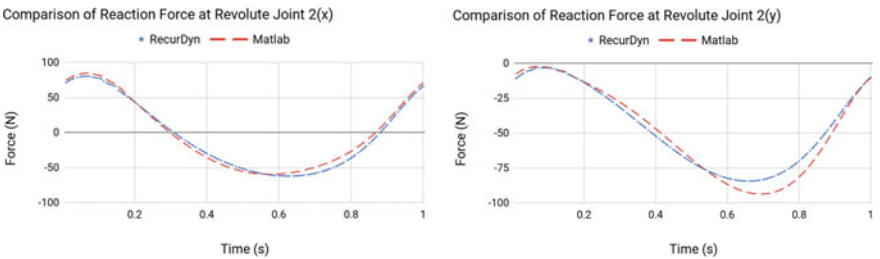 Comparison of Reaction Force at Revolute Joint 2(x)
RecurDyn Matlab
100
50
0
-50
-100
Force (N)
0.2 0.4 0.6 0.8 1
Time (s)
Comparison of Reaction Force at Revolute Joint 2(y)
RecurDyn Matlab
0
-25
-50
-75
-100
Force (N)
0.2 0.4 0.6 0.8 1
Time (s)